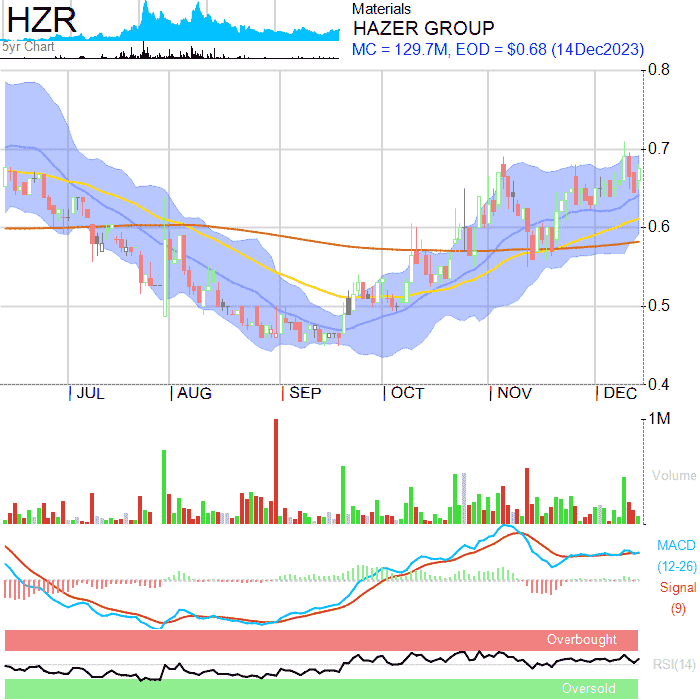 HZR
5yr Chart
Materials
HAZER GROUP
MC = 129.7M, EOD = $0.68 (14Dec2023)
0.8
0.7
0.6
0.5
0.4
JUL AUG SEP OCT NOV DEC
1M
Volume
MACD
(12-26)
Signal
(9)
Overbought
RSI(14)
Oversold